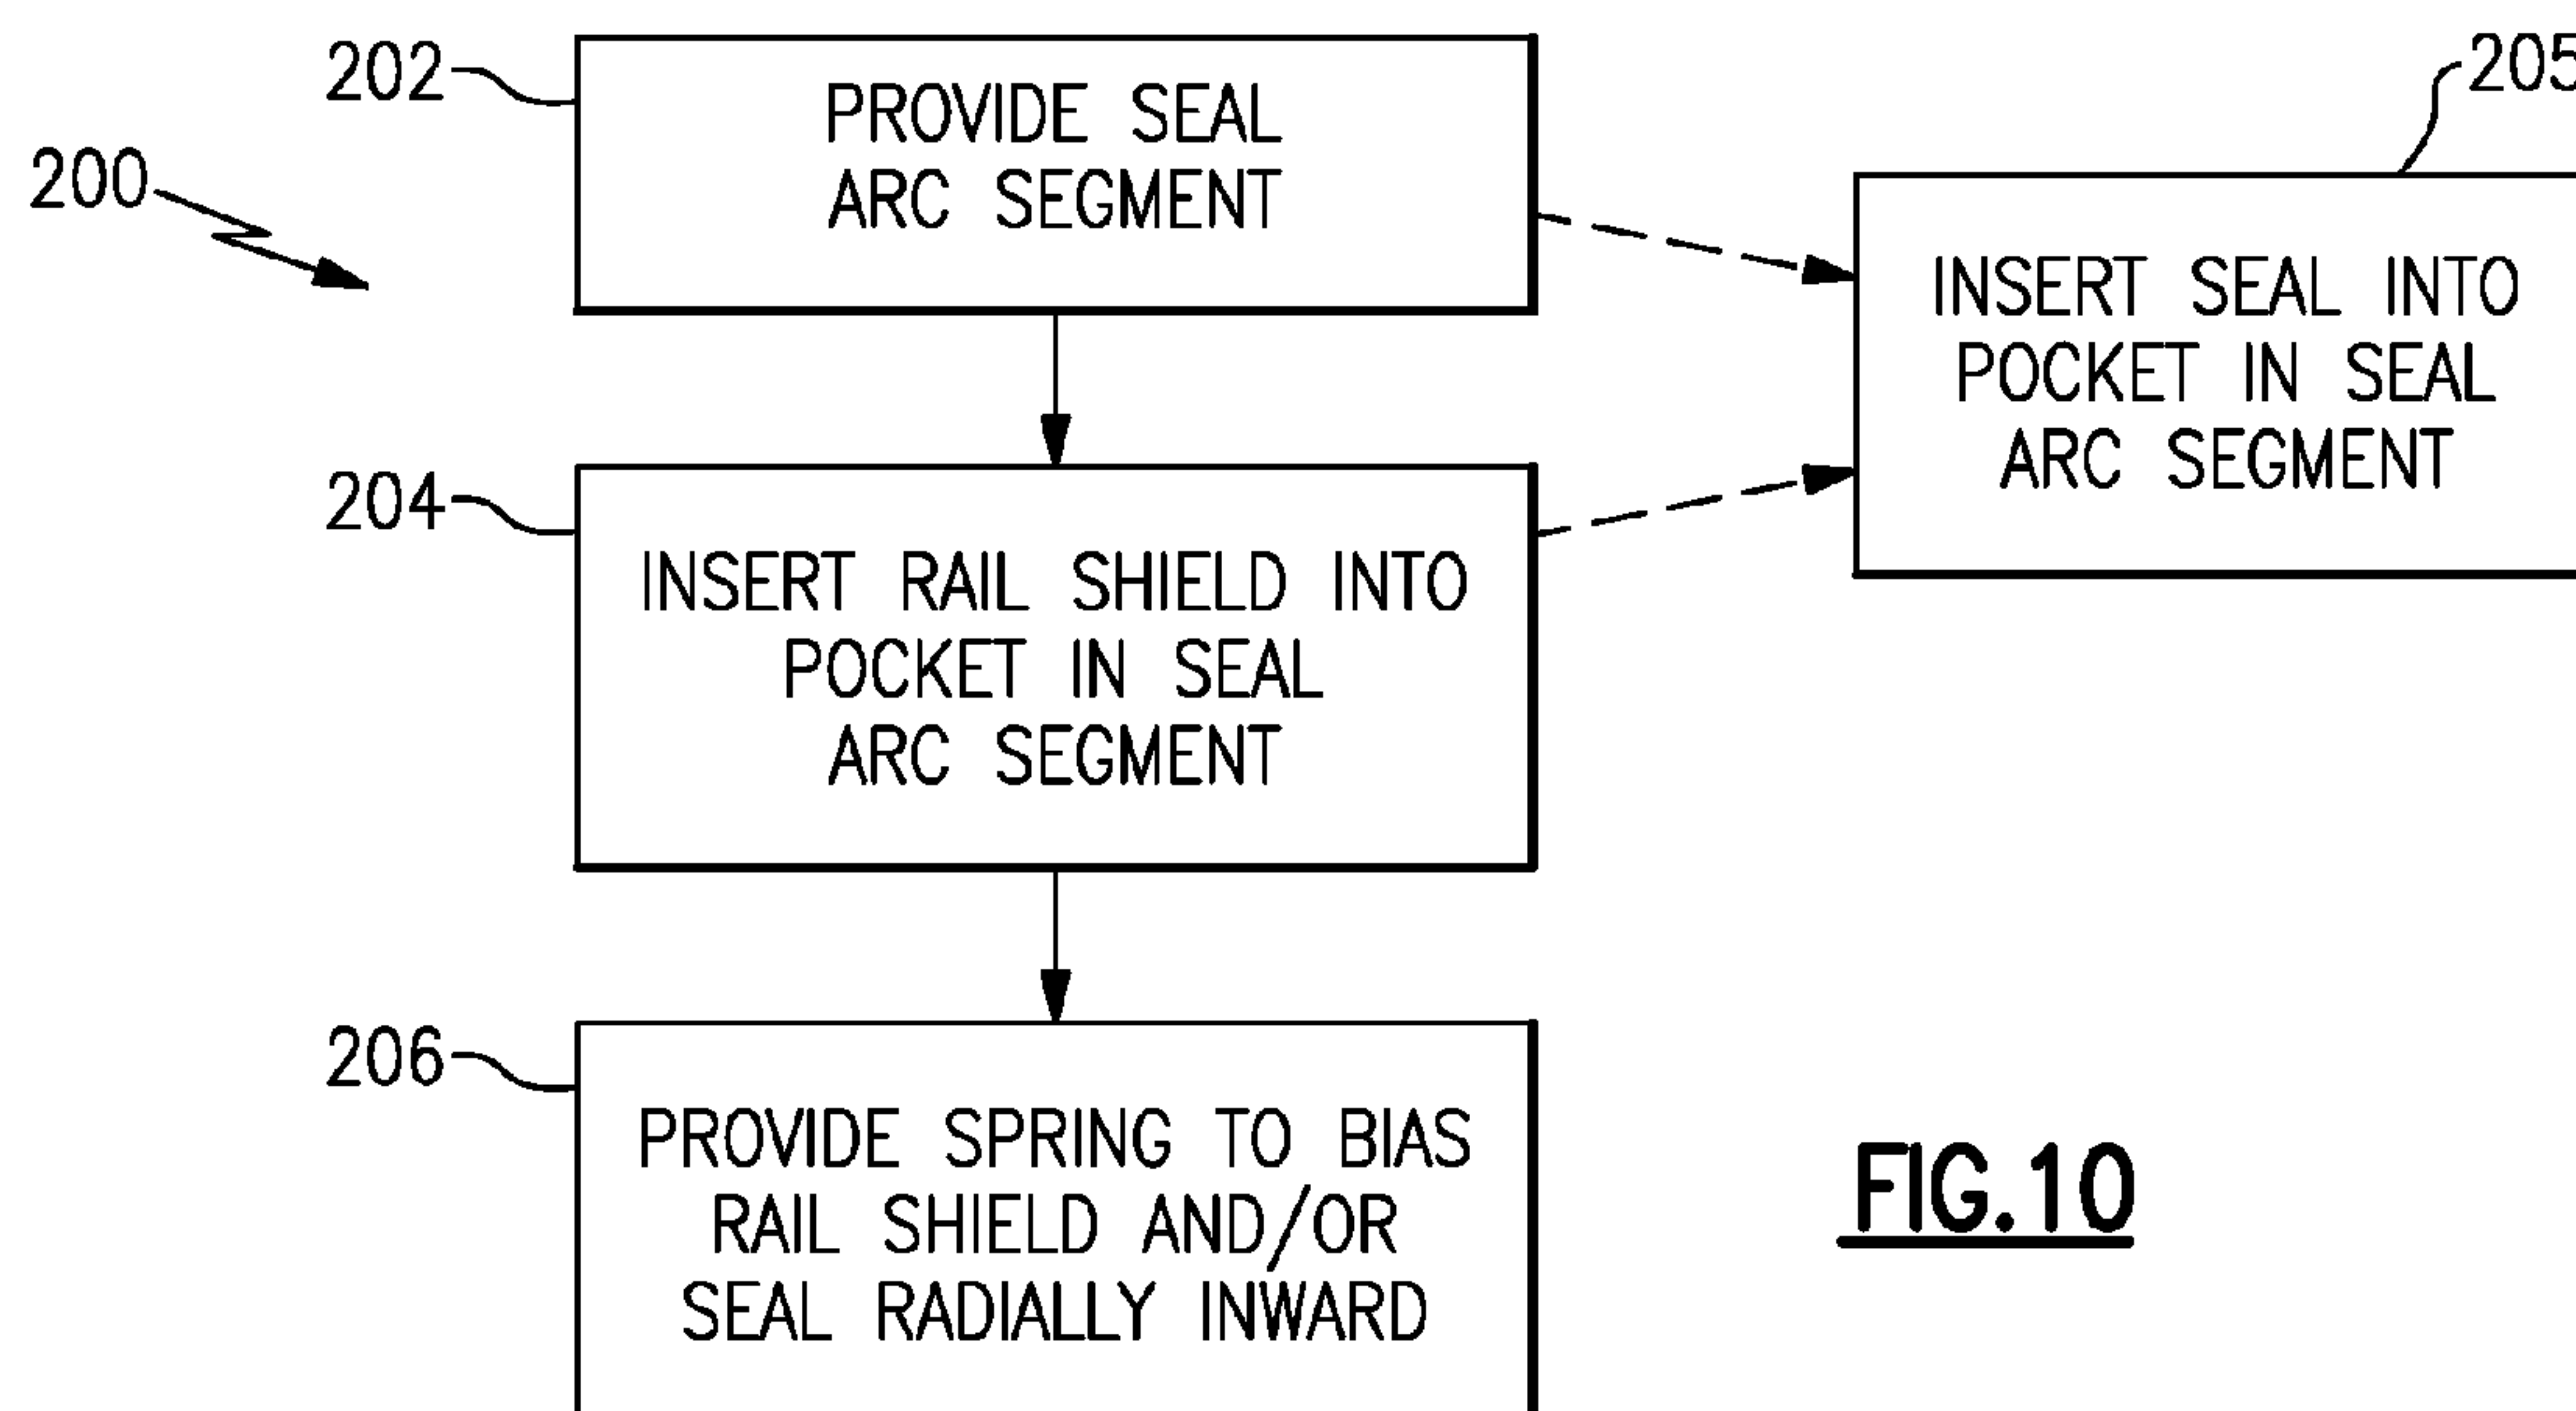 202
PROVIDE SEAL
ARC SEGMENT
205
200
INSERT SEAL INTO
POCKET IN SEAL
ARC SEGMENT
204
INSERT RAIL SHIELD INTO
POCKET IN SEAL
ARC SEGMENT
206
PROVIDE SPRING TO BIAS
RAIL SHIELD AND/OR
SEAL RADIALLY INWARD
FIG.10